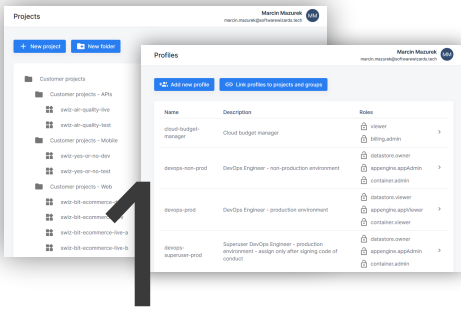 Projects
Marcin Mazurek
marcin.mazurek@softwarewizards.tech
MM
New project
New folder
Customer projects
Customer projects - APIs
swiz-air-quality-live
swiz-air-quality-test
Customer projects - Mobile
swiz-yes-or-no-dev
swiz-yes-or-no-test
Customer projects - Web
swiz-bit-ecommerce-
swiz-bit-ecommerce-
swiz-bit-ecommerce-live-a
swiz-bit-ecommerce-live-b
1
Profiles
Marcin Mazurek
marcin.mazurek@softwarewizards.tech
MM
Add new profile
Link profiles to projects and groups
Name Description Roles
cloud-budget-manager Cloud budget manager viewer
billing.admin
devops-non-prod DevOps Engineer - non-production environment datastore.owner
appengine.appAdmin
container.admin
devops-prod DevOps Engineer - production environment datastore.viewer
appengine.appViewer
container.viewer
devops-superuser-prod Superuser DevOps Engineer - production
environment - assign only after signing code of
conduct
datastore.owner
appengine.appAdmin
container.admin